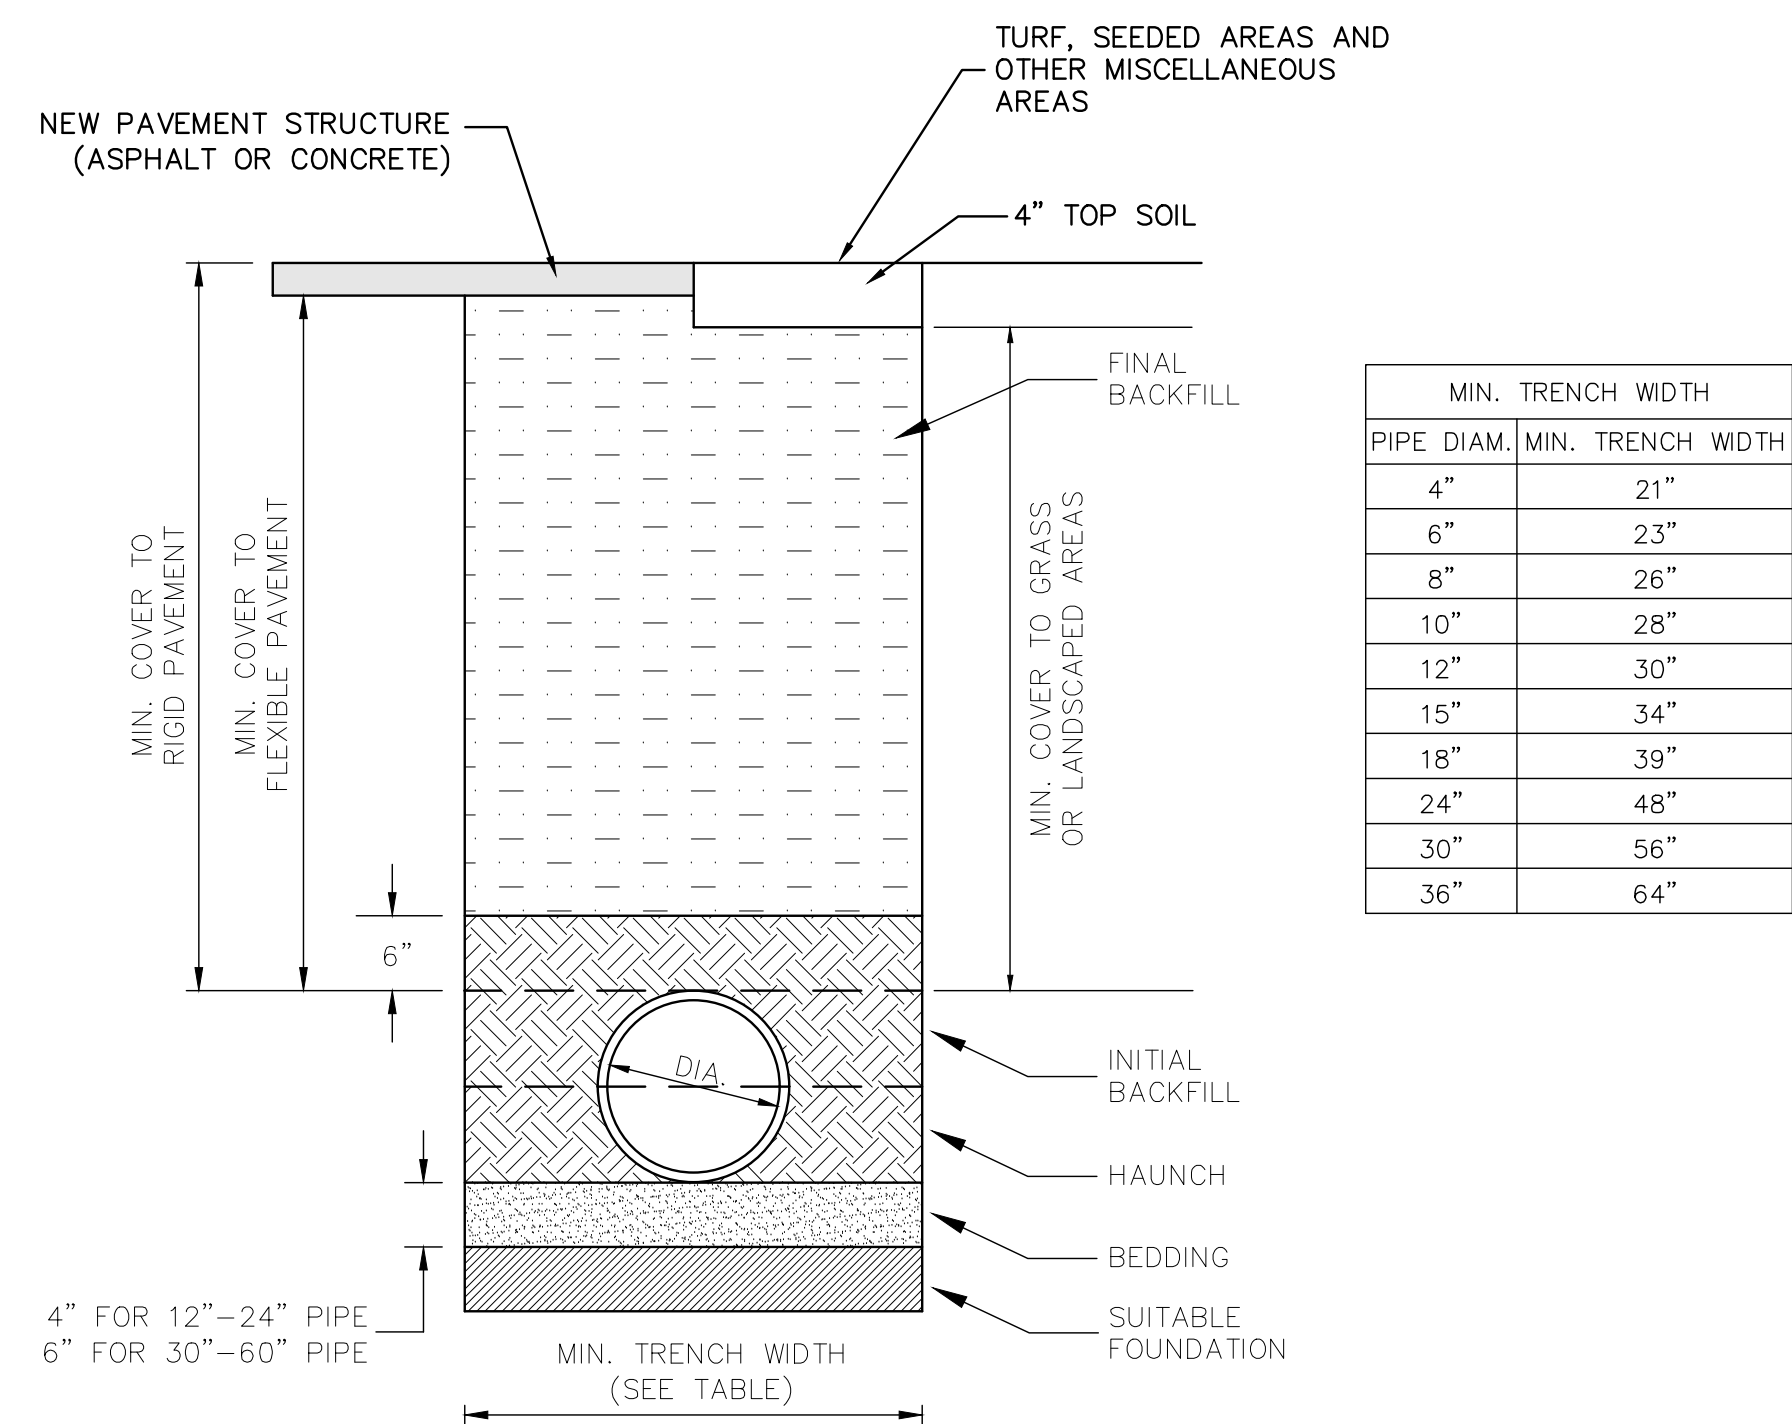 TURF, SEEDED AREAS AND
OTHER MISCELLANEOUS
AREAS
NEW PAVEMENT STRUCTURE
(ASPHALT OR CONCRETE)
4” TOP SOIL
FINAL
BACKFILL
MIN. COVER TO
RIGID PAVEMENT
MIN. COVER TO
FLEXIBLE PAVEMENT
MIN. COVER TO GRASS
OR LANDSCAPED AREAS
6”
DIA.
INITIAL
BACKFILL
HAUNCH
BEDDING
SUITABLE
FOUNDATION
4” FOR 12”–24” PIPE
6” FOR 30”–60” PIPE
MIN. TRENCH WIDTH
(SEE TABLE)
MIN. TRENCH WIDTH
PIPE DIAM. MIN. TRENCH WIDTH
4” 21”
6” 23”
8” 26”
10” 28”
12” 30”
15” 34”
18” 39”
24” 48”
30” 56”
36” 64”